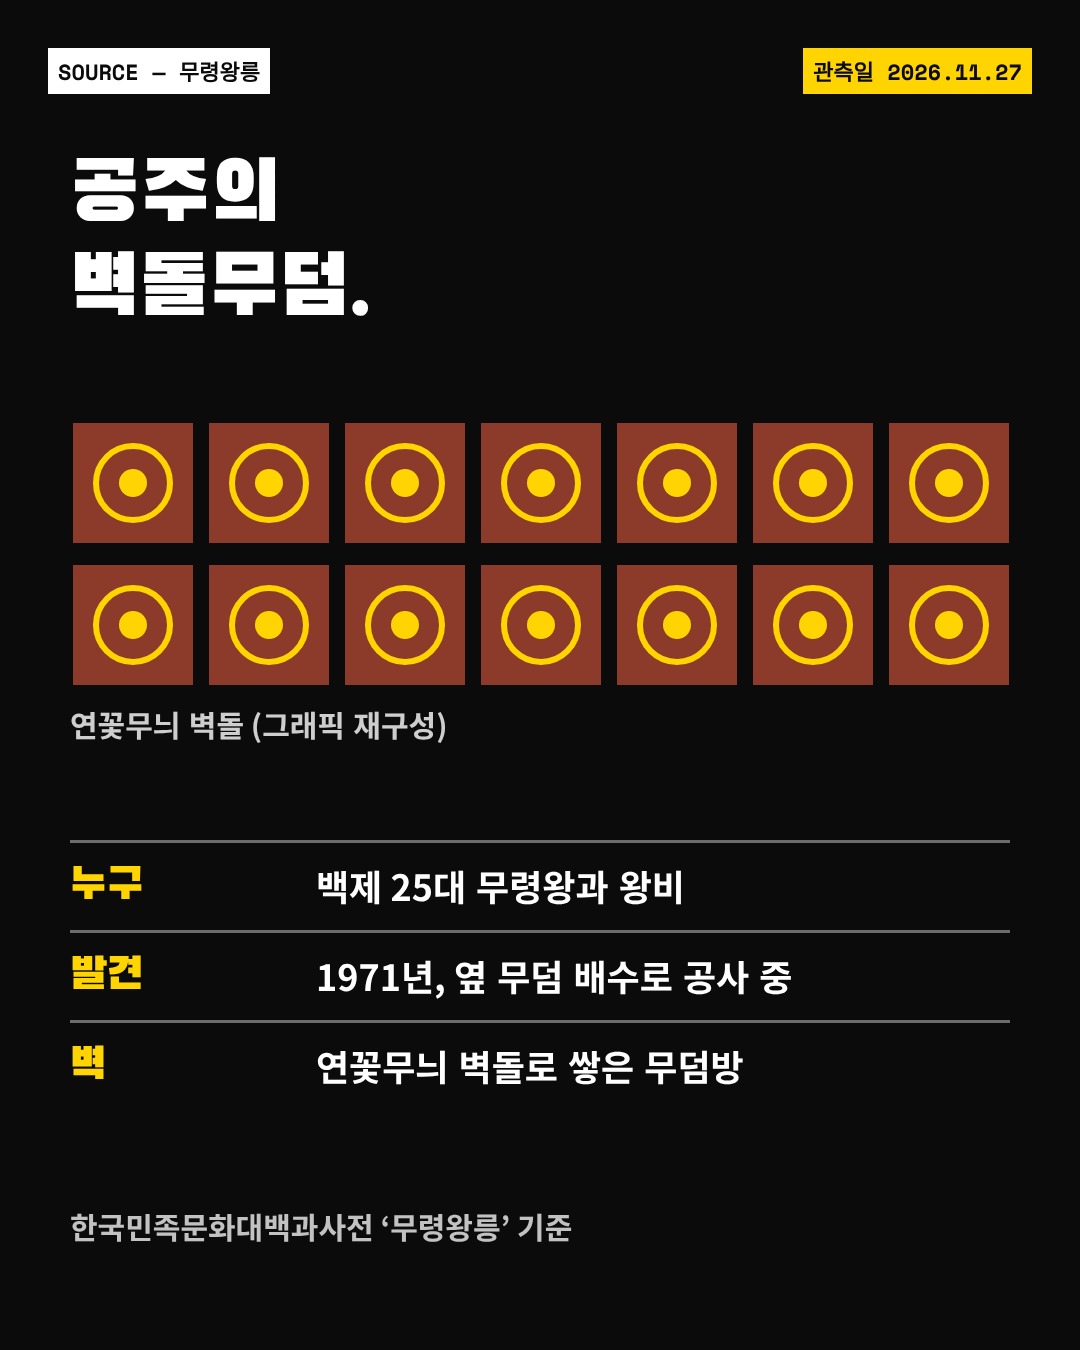 SOURCE — 무령왕릉
관측일 2026.11.27
공주의
벽돌무덤.
연꽃무늬 벽돌 (그래픽 재구성)
누구 백제 25대 무령왕과 왕비
발견 1971년, 옆 무덤 배수로 공사 중
벽 연꽃무늬 벽돌로 쌓은 무덤방
한국민족문화대백과사전 ‘무령왕릉’ 기준